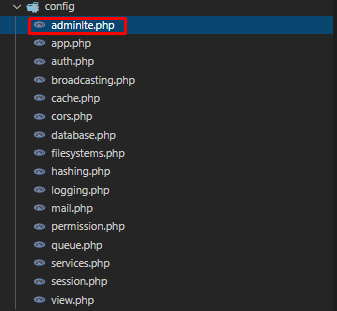 config
adminlte.php
app.php
auth.php
broadcasting.php
cache.php
cors.php
database.php
filesystems.php
hashing.php
logging.php
mail.php
permission.php
queue.php
services.php
session.php
view.php